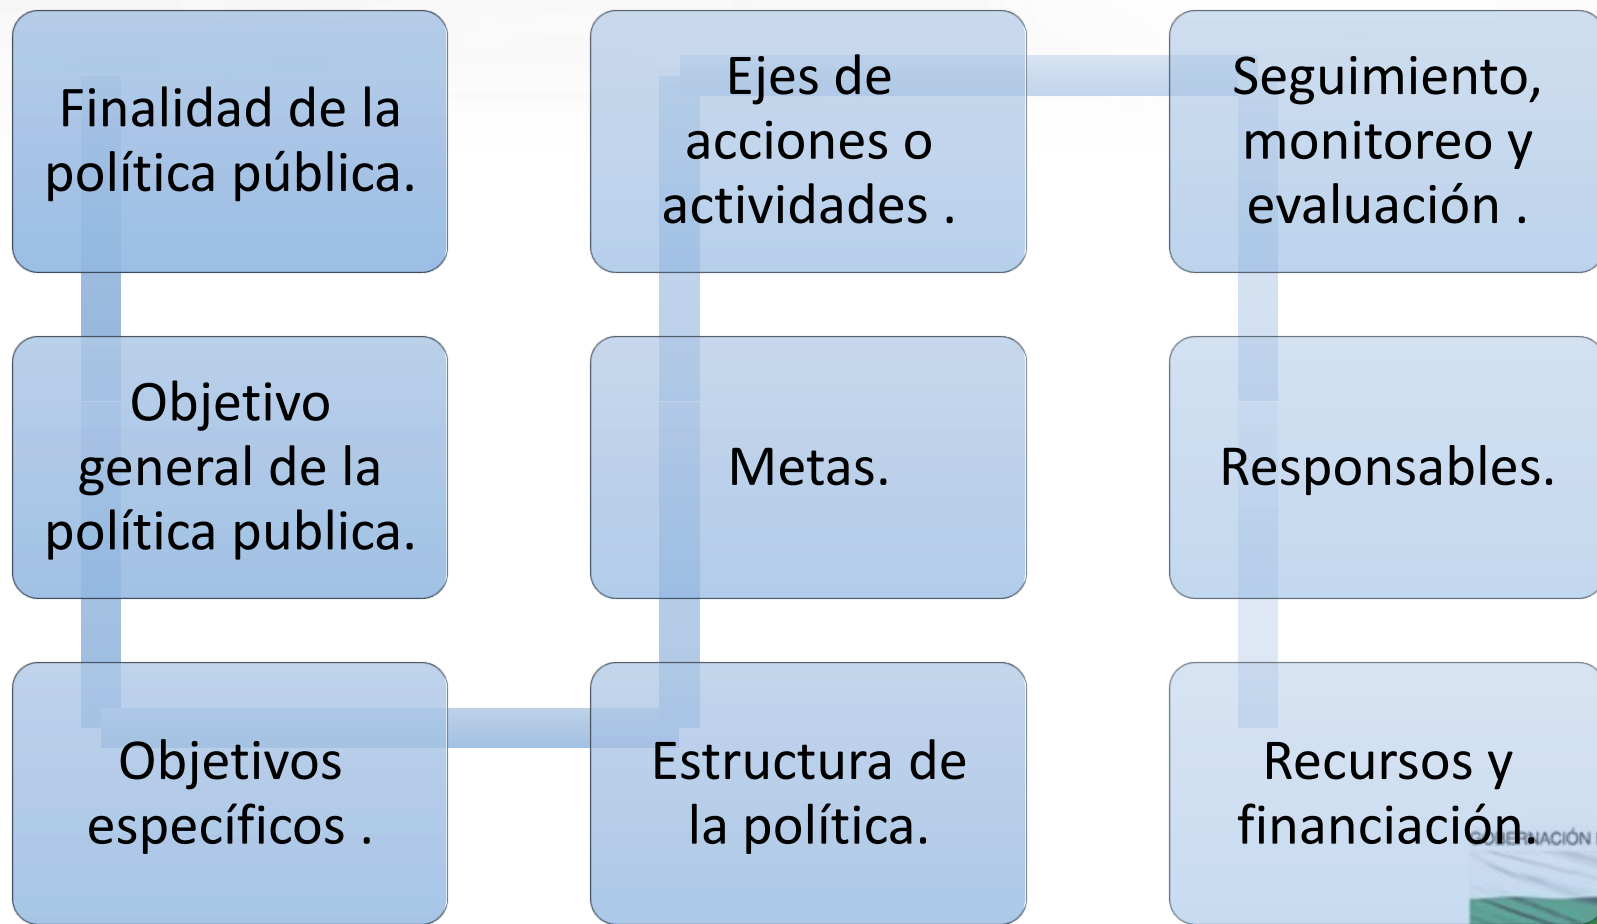 Finalidad de la
política pública.
Objetivo
general de la
política publica.
Objetivos
específicos .
Estructura de
la política.
Metas.
Ejes de
acciones o
actividades .
Seguimiento,
monitoreo y
evaluación .
Responsables.
Recursos y
financiación.
GOBERNACIÓN